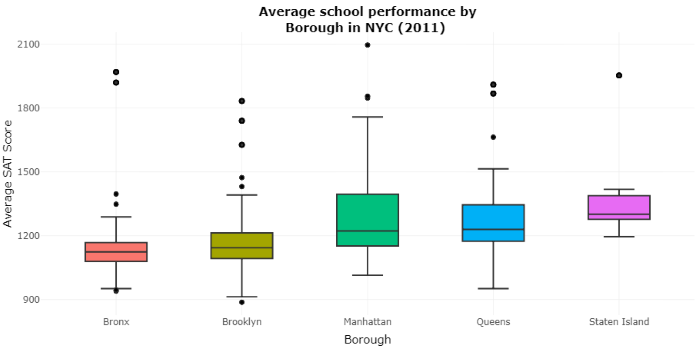 Average school performance by
Borough in NYC (2011)
Average SAT Score
2100
1800
1500
1200
900
Bronx
Brooklyn
Manhattan
Queens
Staten Island
Borough